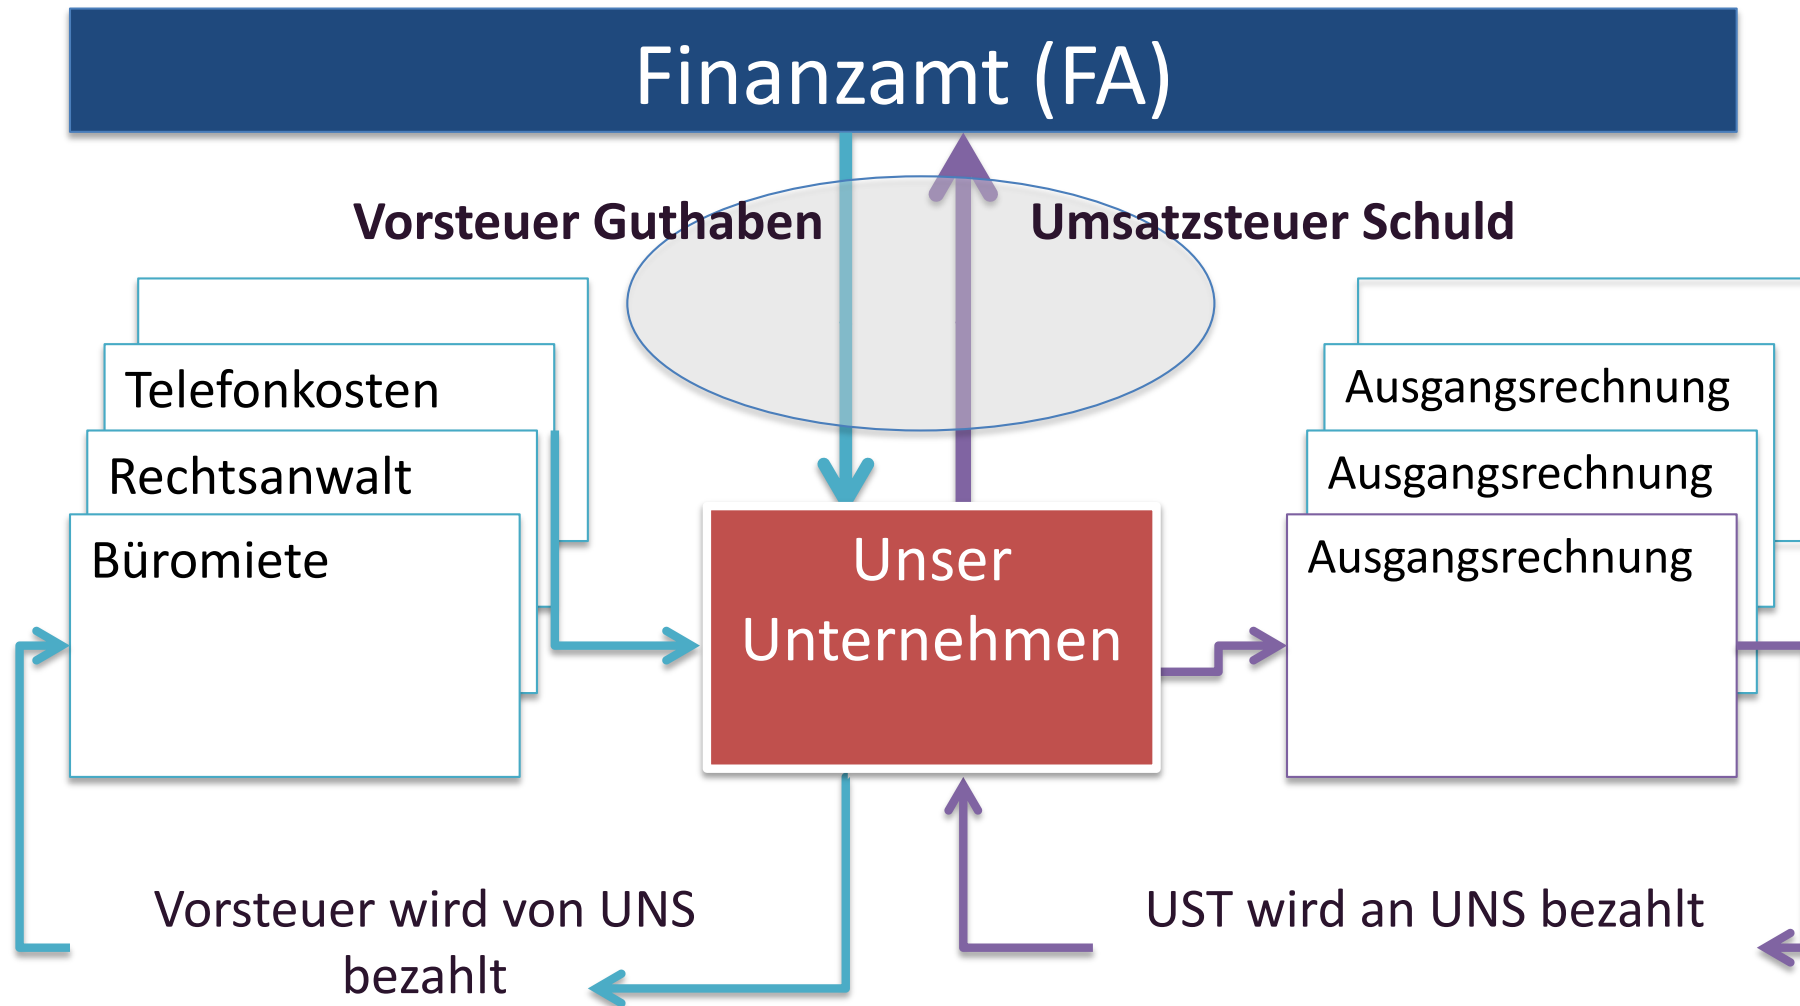 Finanzamt (FA)
Vorsteuer Guthaben
Umsatzsteuer Schuld
Telefonkosten
Rechtsanwalt
Büromiete
Unser
Unternehmen
Ausgangsrechnung
Ausgangsrechnung
Ausgangsrechnung
Vorsteuer wird von UNS
bezahlt
UST wird an UNS bezahlt